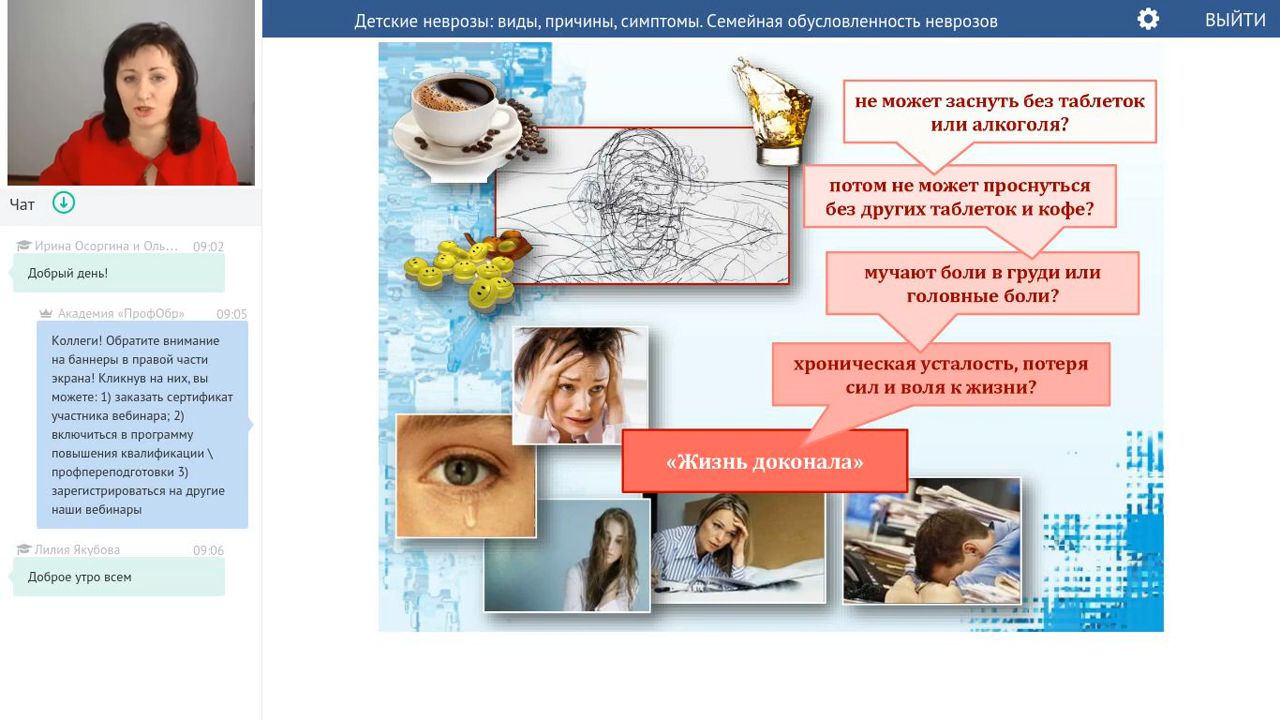 Детские неврозы: виды, причины, симптомы. Семейная обусловленность неврозов
ВЫЙТИ
Чат
Ирина Осоргина и Оль...
09:02
Добрый день!
Академия «ПрофОбр»
09:05
Коллеги! Обратите внимание
на баннеры в правой части
экрана! Кликнув на них, вы
можете: 1) заказать сертификат
участника вебинара; 2)
включиться в программу
повышения квалификации \
профпереподготовки 3)
зарегистрироваться на другие
наши вебинары
Лилия Якубова
09:06
Доброе утро всем
не может заснуть без таблеток
или алкоголя?
потом не может проснуться
без других таблеток и кофе?
мучают боли в груди или
головные боли?
хроническая усталость, потеря
сил и воля к жизни?
«Жизнь доконала»